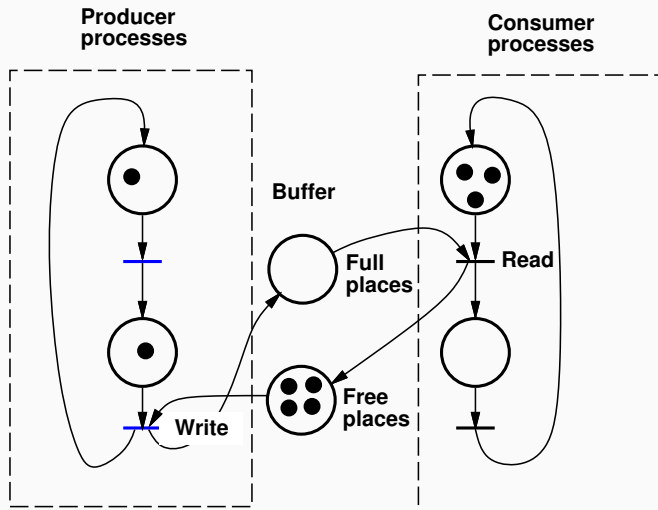 Producer
processes
Consumer
processes
Buffer
Full
places
Read
Free
places
Write